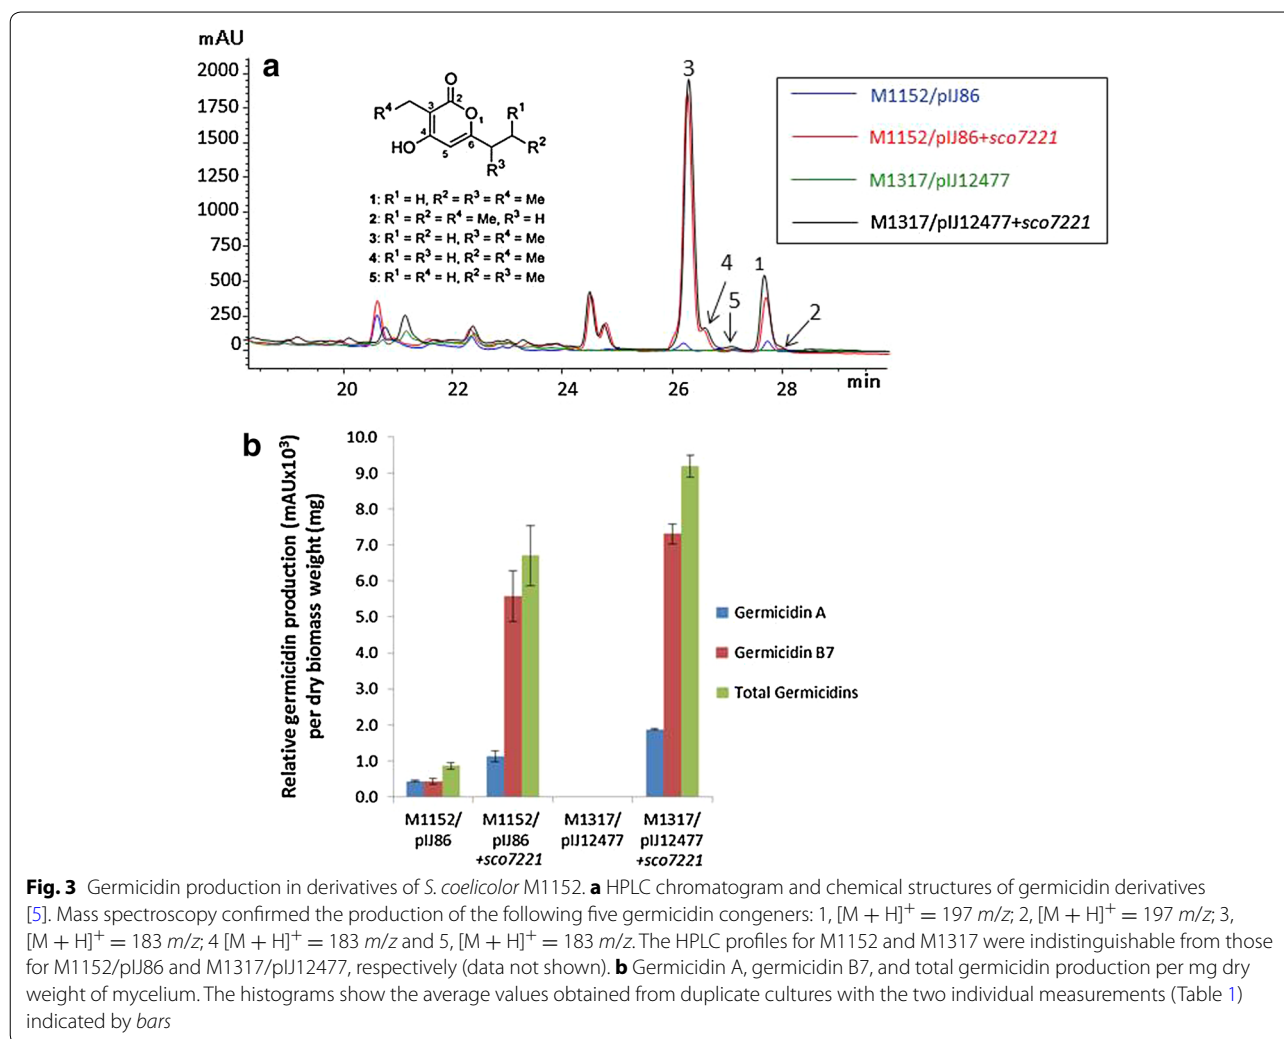 mAU
a
2000
1750
1500
1250
1000
750
500
250
0
20
22
24
26
28
min
O
R⁴
3
2
O
1
R¹
4
HO
5
6
R²
R³
1: R¹ = H, R² = R³ = R⁴ = Me
2: R¹ = R² = R⁴ = Me, R³ = H
3: R¹ = R² = H, R³ = R⁴ = Me
4: R¹ = R³ = H, R² = R⁴ = Me
5: R¹ = R⁴ = H, R² = R³ = Me
3
4
5
1
2
M1152/pIJ86
M1152/pIJ86+sco7221
M1317/pIJ12477
M1317/pIJ12477+sco7221
b
Relative germicidin production (mAUx10³)
per dry biomass weight (mg)
10.0
9.0
8.0
7.0
6.0
5.0
4.0
3.0
2.0
1.0
0.0
M1152/
pIJ86
M1152/
pIJ86
+sco7221
M1317/
pIJ12477
M1317/
pIJ12477
+sco7221
Germicidin A
Germicidin B7
Total Germicidins
Fig. 3 Germicidin production in derivatives of S. coelicolor M1152. a HPLC chromatogram and chemical structures of germicidin derivatives
[5]. Mass spectroscopy confirmed the production of the following five germicidin congeners: 1, [M + H]⁺ = 197 m/z; 2, [M + H]⁺ = 197 m/z; 3,
[M + H]⁺ = 183 m/z; 4 [M + H]⁺ = 183 m/z and 5, [M + H]⁺ = 183 m/z. The HPLC profiles for M1152 and M1317 were indistinguishable from those
for M1152/pIJ86 and M1317/pIJ12477, respectively (data not shown). b Germicidin A, germicidin B7, and total germicidin production per mg dry
weight of mycelium. The histograms show the average values obtained from duplicate cultures with the two individual measurements (Table 1)
indicated by bars